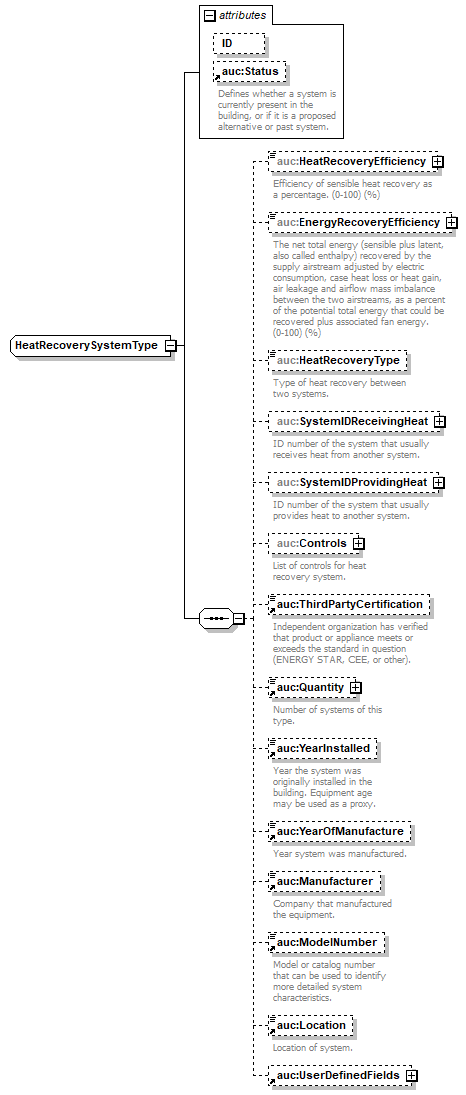 attributes
ID
auc:Status
Defines whether a system is
currently present in the
building, or if it is a proposed
alternative or past system.
auc:HeatRecoveryEfficiency
Efficiency of sensible heat recovery as
a percentage. (0-100) (%)
auc:EnergyRecoveryEfficiency
The net total energy (sensible plus latent,
also called enthalpy) recovered by the
supply airstream adjusted by electric
consumption, case heat loss or heat gain,
air leakage and airflow mass imbalance
between the two airstreams, as a percent
of the potential total energy that could be
recovered plus associated fan energy.
(0-100) (%)
HeatRecoverySystemType
auc:HeatRecoveryType
Type of heat recovery between
two systems.
auc:SystemIDReceivingHeat
ID number of the system that usually
receives heat from another system.
auc:SystemIDProvidingHeat
ID number of the system that usually
provides heat to another system.
auc:Controls
List of controls for heat
recovery system.
auc:ThirdPartyCertification
Independent organization has verified
that product or appliance meets or
exceeds the standard in question
(ENERGY STAR, CEE, or other).
auc:Quantity
Number of systems of this
type.
auc:YearInstalled
Year the system was
originally installed in the
building. Equipment age
may be used as a proxy.
auc:YearOfManufacture
Year system was manufactured.
auc:Manufacturer
Company that manufactured
the equipment.
auc:ModelNumber
Model or catalog number
that can be used to identify
more detailed system
characteristics.
auc:Location
Location of system.
auc:UserDefinedFields